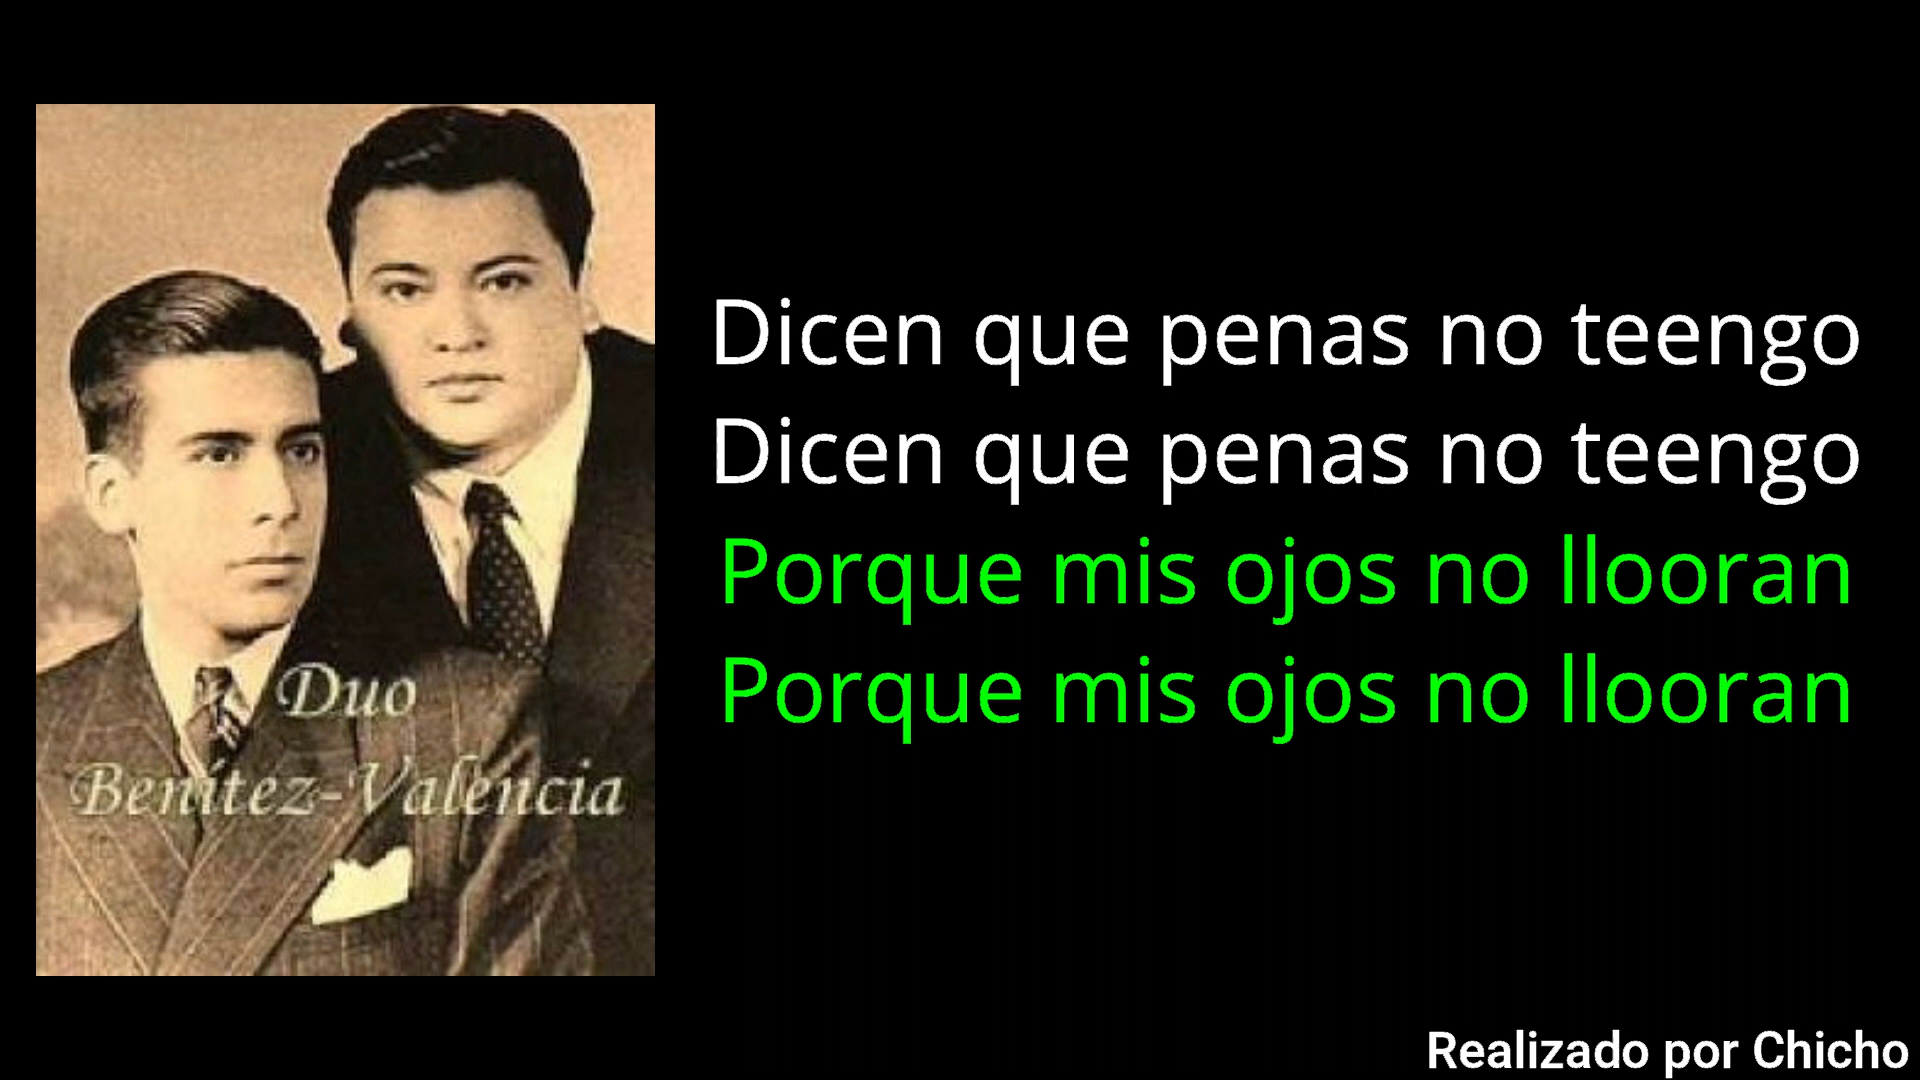 Duo
Benítez-Valencia
Dicen que penas no teengo
Dicen que penas no teengo
Porque mis ojos no llooran
Porque mis ojos no llooran
Realizado por Chicho